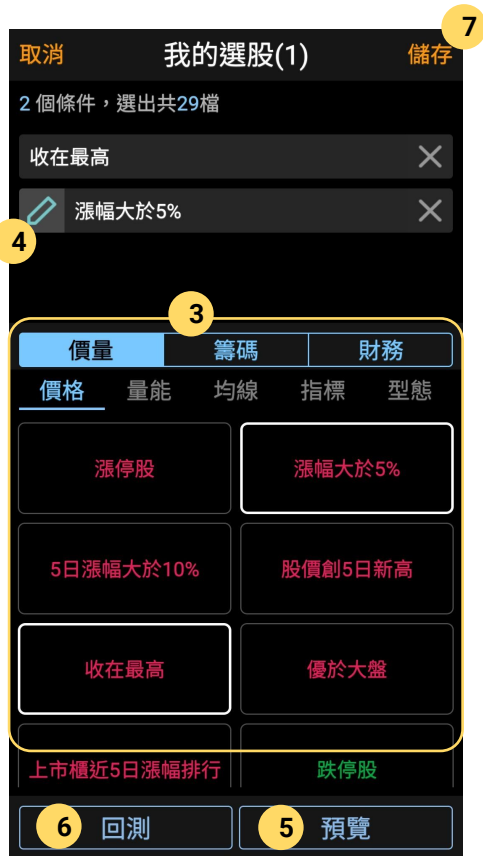 7
取消 我的選股(1) 儲存
2 個條件，選出共29檔
收在最高
漲幅大於5%
4
3
價量 籌碼 財務
價格 量能 均線 指標 型態
漲停股 漲幅大於5%
5日漲幅大於10% 股價創5日新高
收在最高 優於大盤
上市櫃近5日漲幅排行 跌停股
6 回測 5 預覽